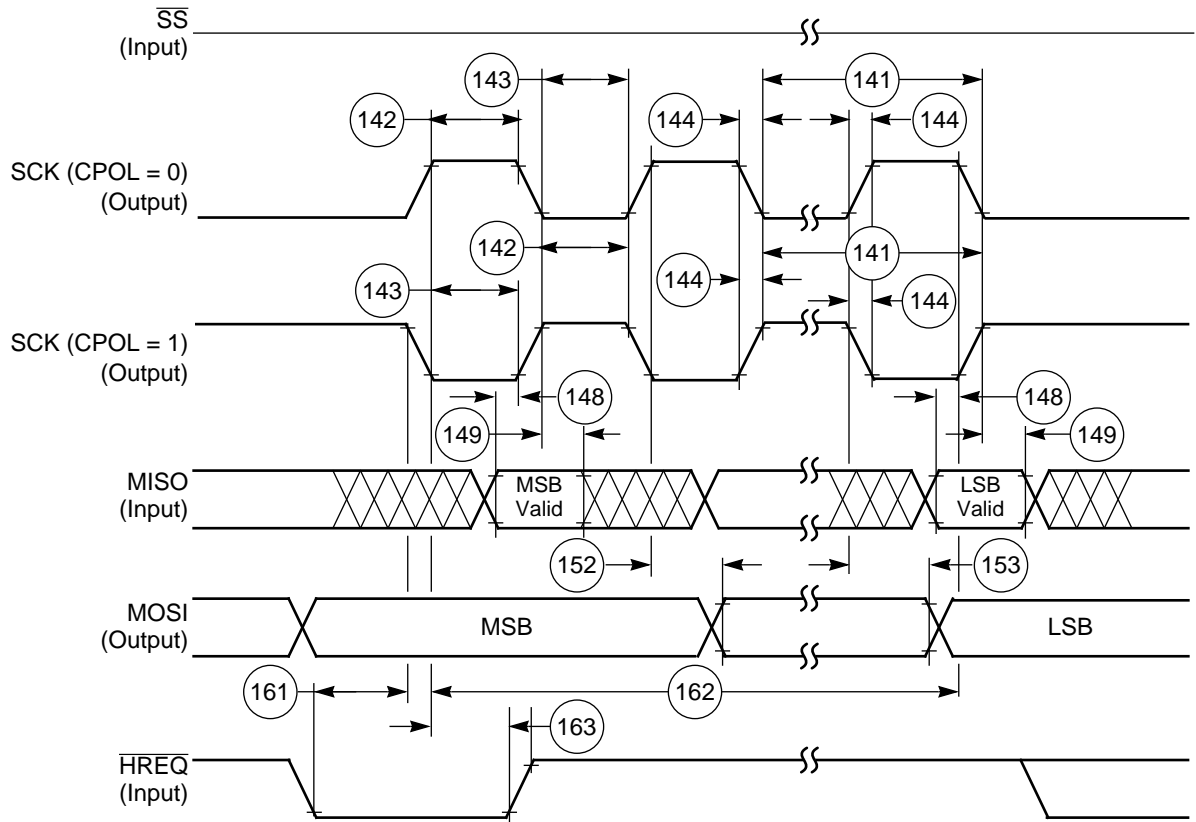 SS
(Input)
143
141
142
144
144
SCK (CPOL = 0)
(Output)
142
141
143
144
144
SCK (CPOL = 1)
(Output)
148
148
149
149
MISO
(Input)
MSB
Valid
LSB
Valid
152
153
MOSI
(Output)
MSB
LSB
161
162
163
HREQ
(Input)